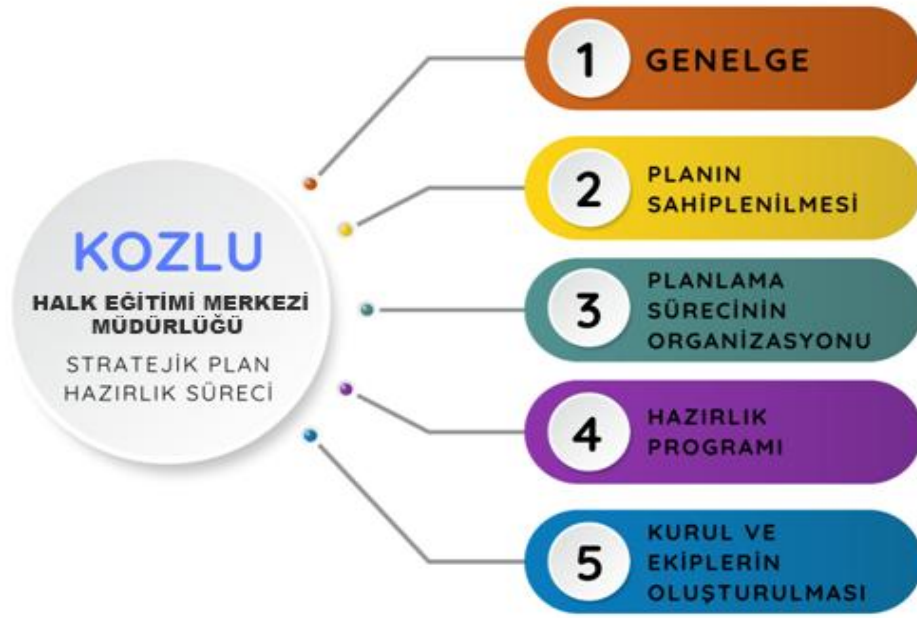 KOZLU
HALK EĞİTİMİ MERKEZİ
MÜDÜRLÜĞÜ
STRATEJİK PLAN
HAZIRLIK SÜRECİ
1
GENELGE
2
PLANIN
SAHİPLENİLMESİ
3
PLANLAMA
SÜRECİNİN
ORGANİZASYONU
4
HAZIRLIK
PROGRAMI
5
KURUL VE
EKİPLERİN
OLUŞTURULMASI